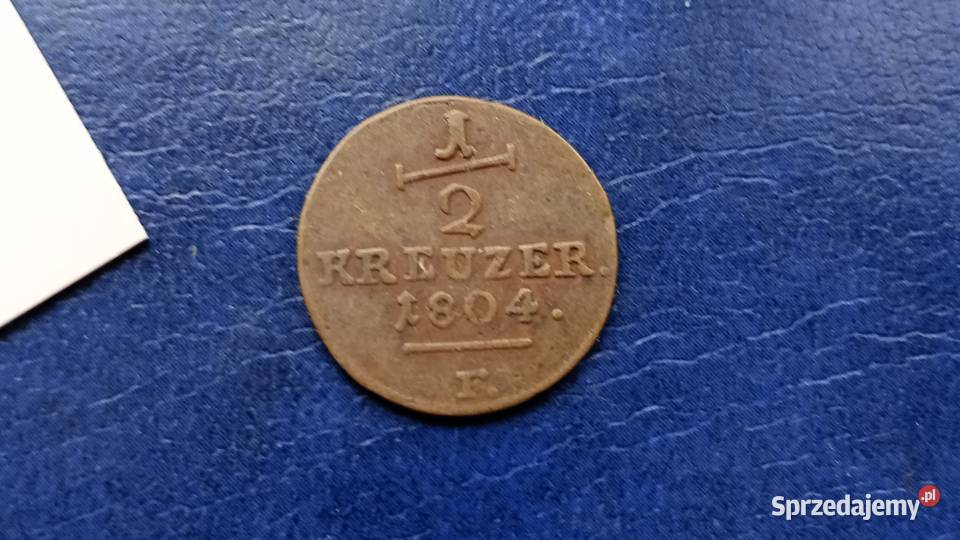 1
2
KREUZER.
1804.
F.
Sprzedajemy.pl